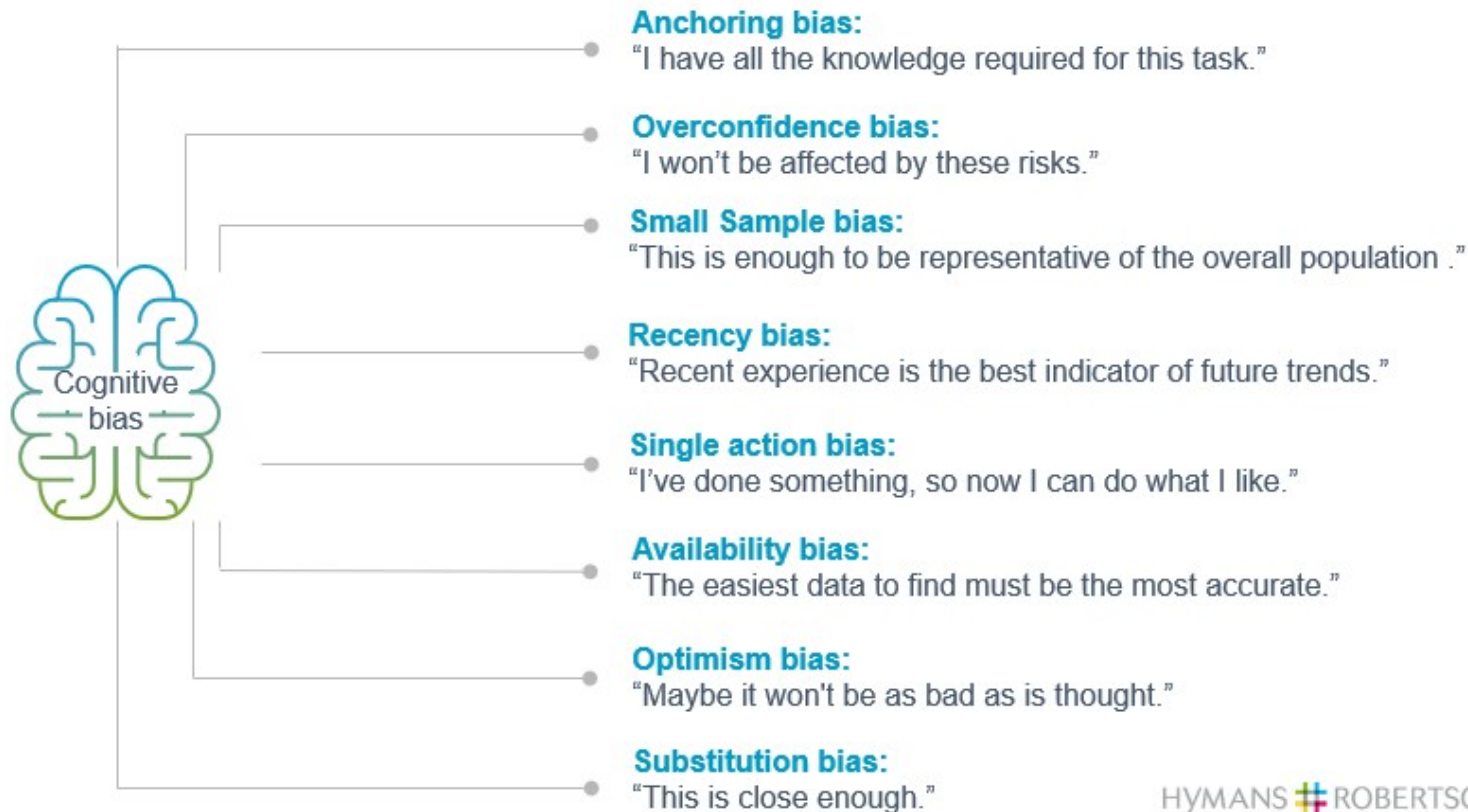 Anchoring bias:
“I have all the knowledge required for this task.”
Overconfidence bias:
“I won’t be affected by these risks.”
Small Sample bias:
“This is enough to be representative of the overall population .”
Recency bias:
“Recent experience is the best indicator of future trends.”
Cognitive
bias
Single action bias:
“I’ve done something, so now I can do what I like.”
Availability bias:
“The easiest data to find must be the most accurate.”
Optimism bias:
“Maybe it won't be as bad as is thought.”
Substitution bias:
“This is close enough.”
HYMANS ROBERTSO